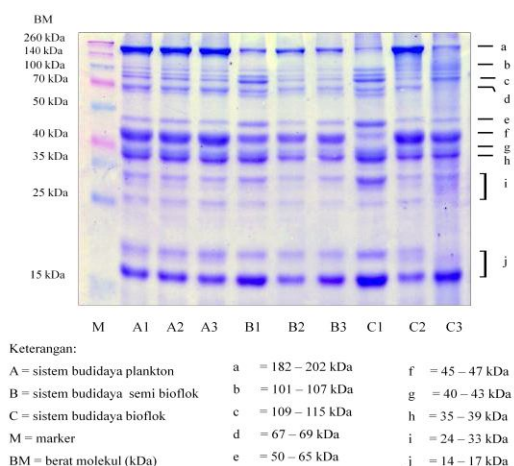 BM
260 kDa
140 kDa
100 kDa
70 kDa
50 kDa
40 kDa
35 kDa
25 kDa
15 kDa
a
b
c
d
e
f
g
h
i
j
M A1 A2 A3 B1 B2 B3 C1 C2 C3
Keterangan:
A = sistem budidaya plankton
B = sistem budidaya semi bioflok
C = sistem budidaya bioflok
M = marker
BM = berat molekul (kDa)
a = 182 – 202 kDa
b = 101 – 107 kDa
c = 109 – 115 kDa
d = 67 – 69 kDa
e = 50 – 65 kDa
f = 45 – 47 kDa
g = 40 – 43 kDa
h = 35 – 39 kDa
i = 24 – 33 kDa
j = 14 – 17 kDa